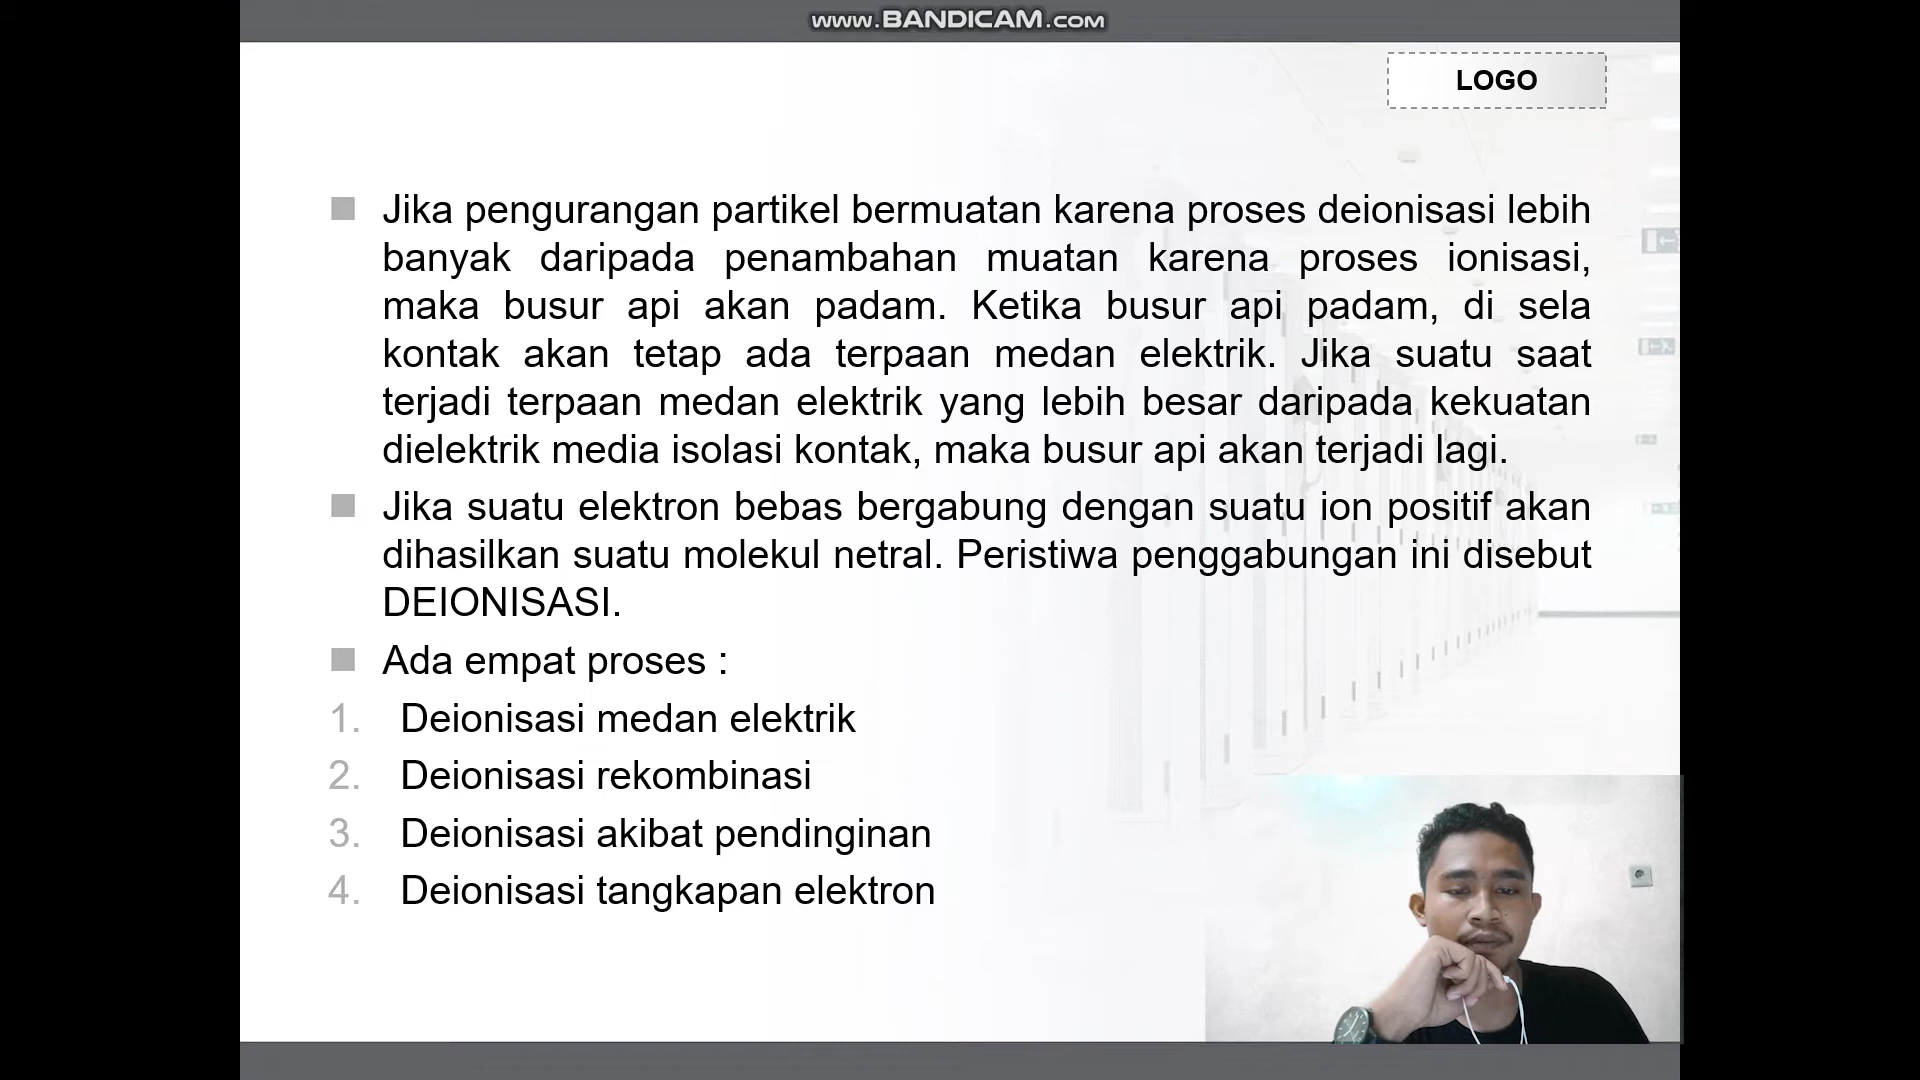 www.BANDICAM.com
LOGO
Jika pengurangan partikel bermuatan karena proses deionisasi lebih
banyak daripada penambahan muatan karena proses ionisasi,
maka busur api akan padam. Ketika busur api padam, di sela
kontak akan tetap ada terpaan medan elektrik. Jika suatu saat
terjadi terpaan medan elektrik yang lebih besar daripada kekuatan
dielektrik media isolasi kontak, maka busur api akan terjadi lagi.
Jika suatu elektron bebas bergabung dengan suatu ion positif akan
dihasilkan suatu molekul netral. Peristiwa penggabungan ini disebut
DEIONISASI.
Ada empat proses :
1. Deionisasi medan elektrik
2. Deionisasi rekombinasi
3. Deionisasi akibat pendinginan
4. Deionisasi tangkapan elektron